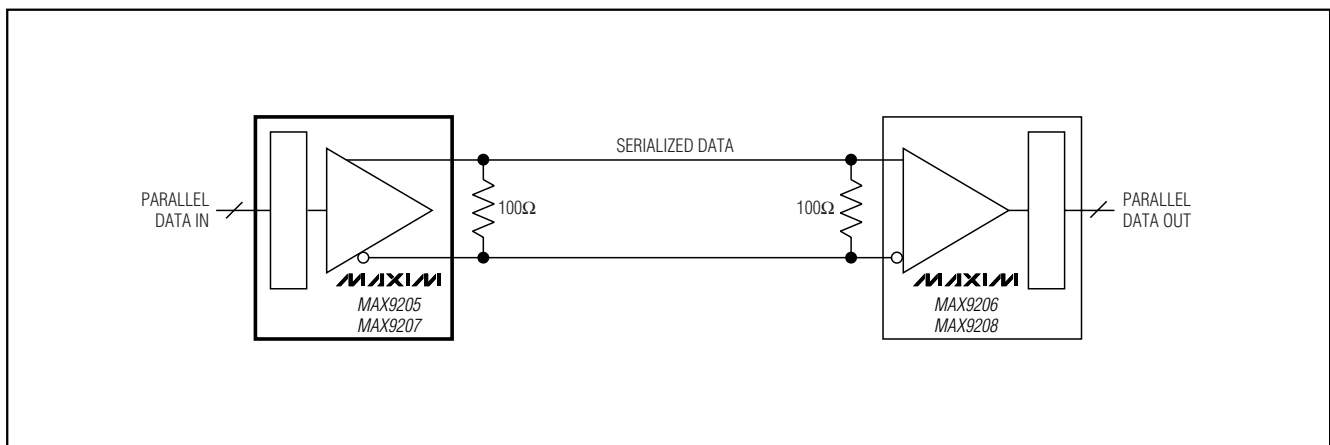 PARALLEL
DATA IN
MAXIM
MAX9205
MAX9207
100Ω
SERIALIZED DATA
100Ω
MAXIM
MAX9206
MAX9208
PARALLEL
DATA OUT